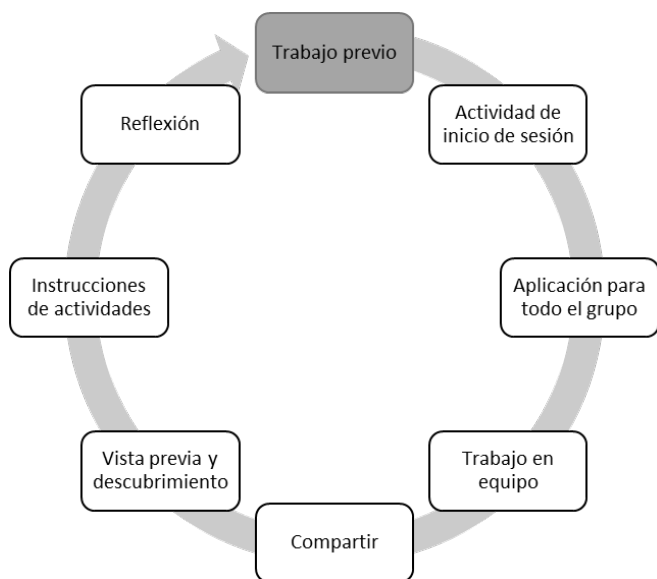 Trabajo previo
Actividad de
inicio de sesión
Aplicación para
todo el grupo
Trabajo en
equipo
Compartir
Vista previa y
descubrimiento
Instrucciones
de actividades
Reflexión